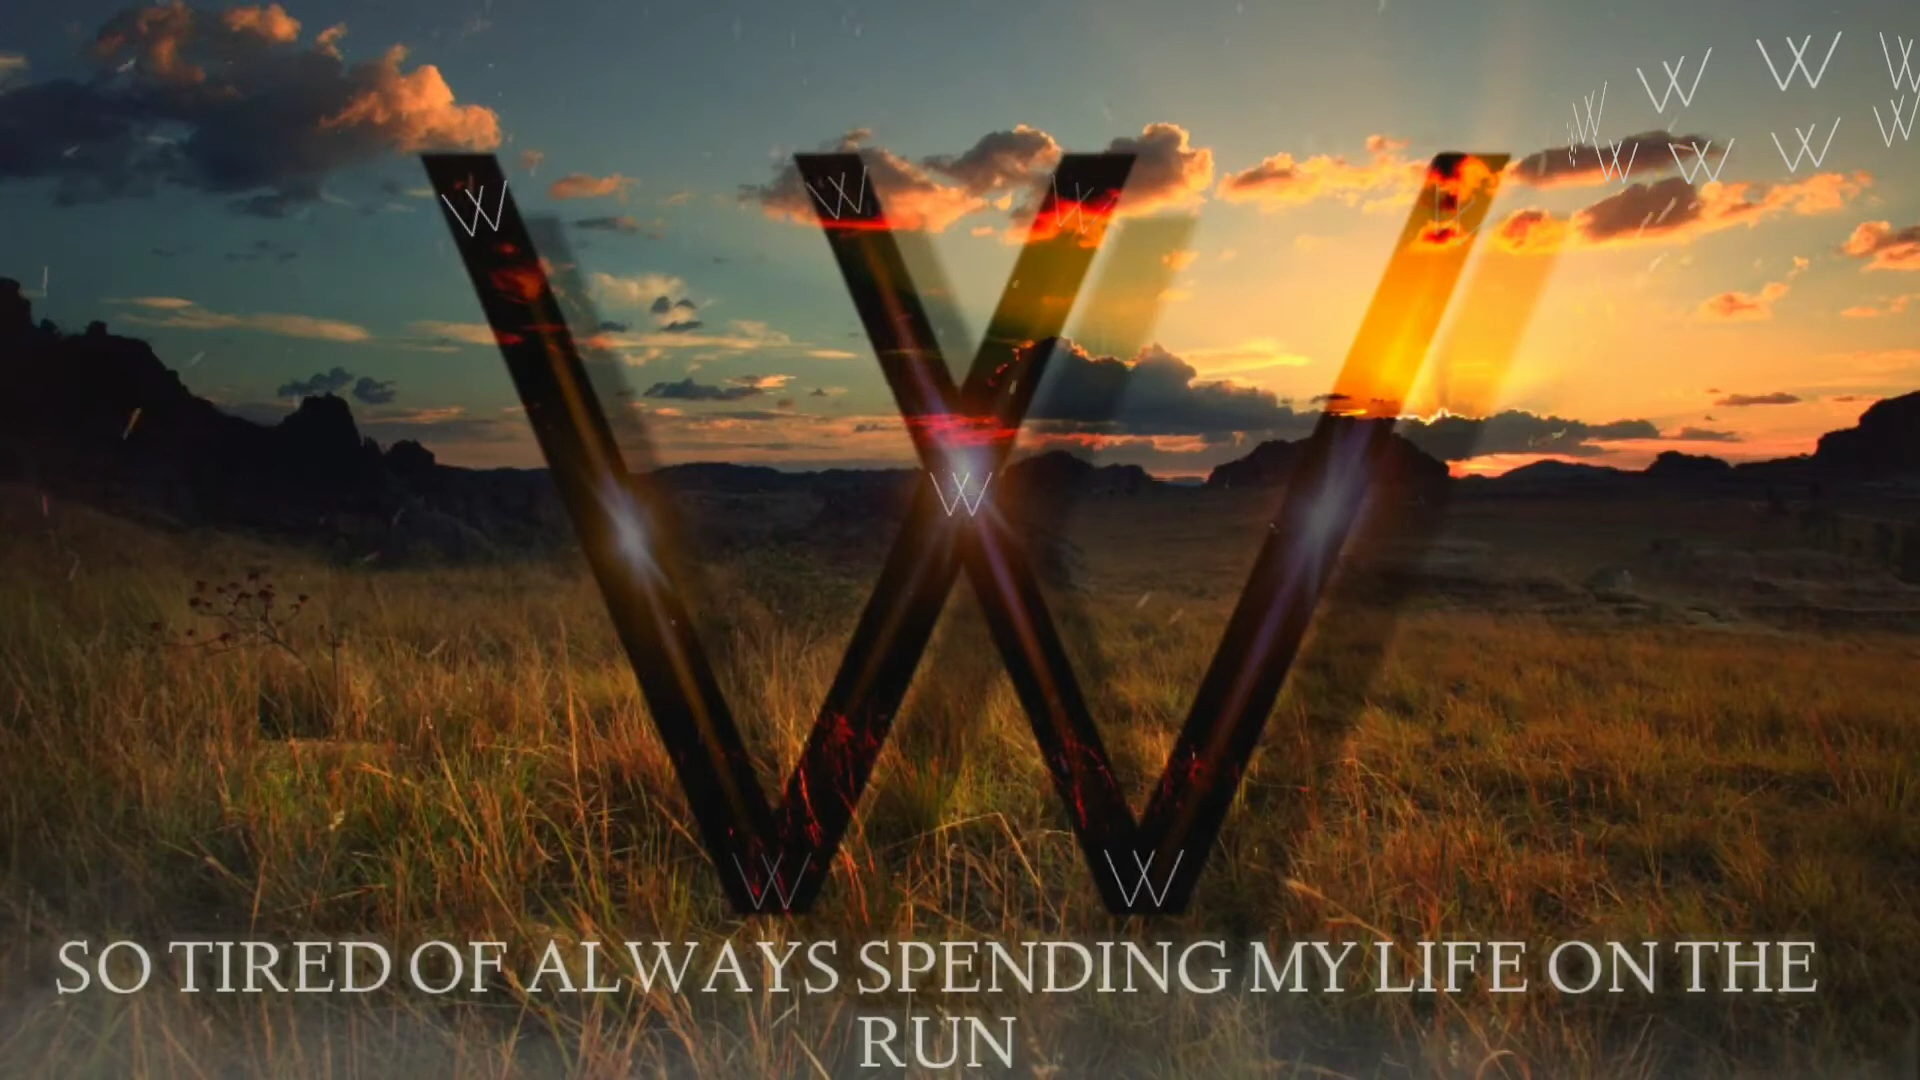 W W W
W W W W W
W W W W
W
W
W W
SO TIRED OF ALWAYS SPENDING MY LIFE ON THE
RUN